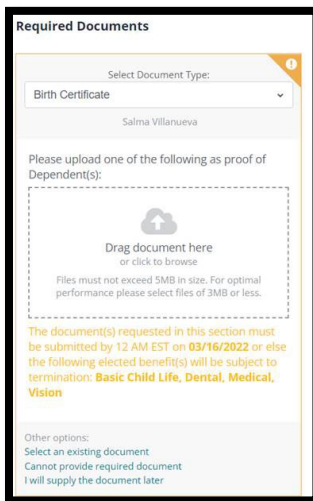 Required Documents
Select Document Type:
Birth Certificate
Salma Villanueva
Please upload one of the following as proof of
Dependent(s):
Drag document here
or click to browse
Files must not exceed 5MB in size. For optimal
performance please select files of 3MB or less.
The document(s) requested in this section must
be submitted by 12 AM EST on 03/16/2022 or else
the following elected benefit(s) will be subject to
termination: Basic Child Life, Dental, Medical,
Vision
Other options:
Select an existing document
Cannot provide required document
I will supply the document later